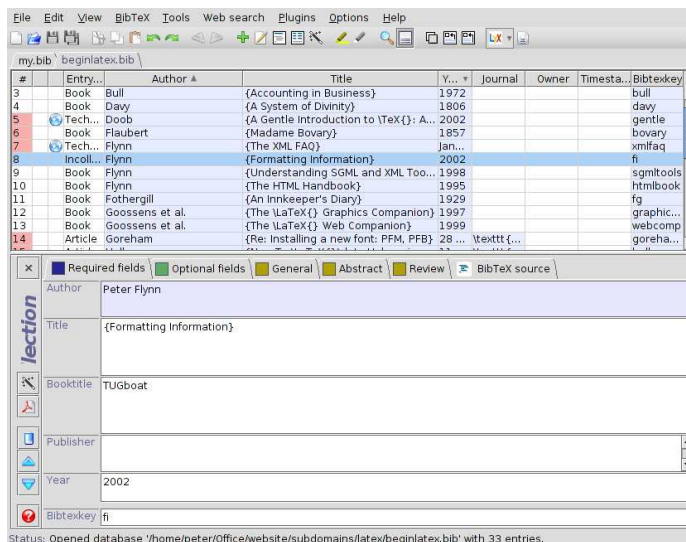 File Edit View BibTeX Tools Web search Plugins Options Help
my.bib beginlatex.bib
# Entry... Author Title Y... Journal Owner Timesta... Bibtexkey
3 Book Bull {Accounting in Business} 1972 bull
4 Book Davy {A System of Divinity} 1806 davy
5 Tech... Doob {A Gentle Introduction to \TeX{}: A... 2002 gentle
6 Book Flaubert {Madame Bovary} 1857 bovary
7 Tech... Flynn {The XML FAQ} Jan... xmlfaq
8 Incoll... Flynn {Formatting Information} 2002 fi
9 Book Flynn {Understanding SGML and XML Too... 1998 sgmltools
10 Book Flynn {The HTML Handbook} 1995 htmlbook
11 Book Fothergill {An Innkeeper's Diary} 1929 fg
12 Book Goossens et al. {The \LaTeX{} Graphics Companion} 1997 graphic...
13 Book Goossens et al. {The \LaTeX{} Web Companion} 1999 webcomp
14 Article Goreham {Re: Installing a new font: PFM, PFB} 28 ... \texttt{... goreha...
Required fields Optional fields General Abstract Review BibTeX source
lection
Author Peter Flynn
Title {Formatting Information}
Booktitle TUGboat
Publisher
Year 2002
Bibtexkey fi
Status: Opened database '/home/peter/Office/website/subdomains/latex/beginlatex.bib' with 33 entries.